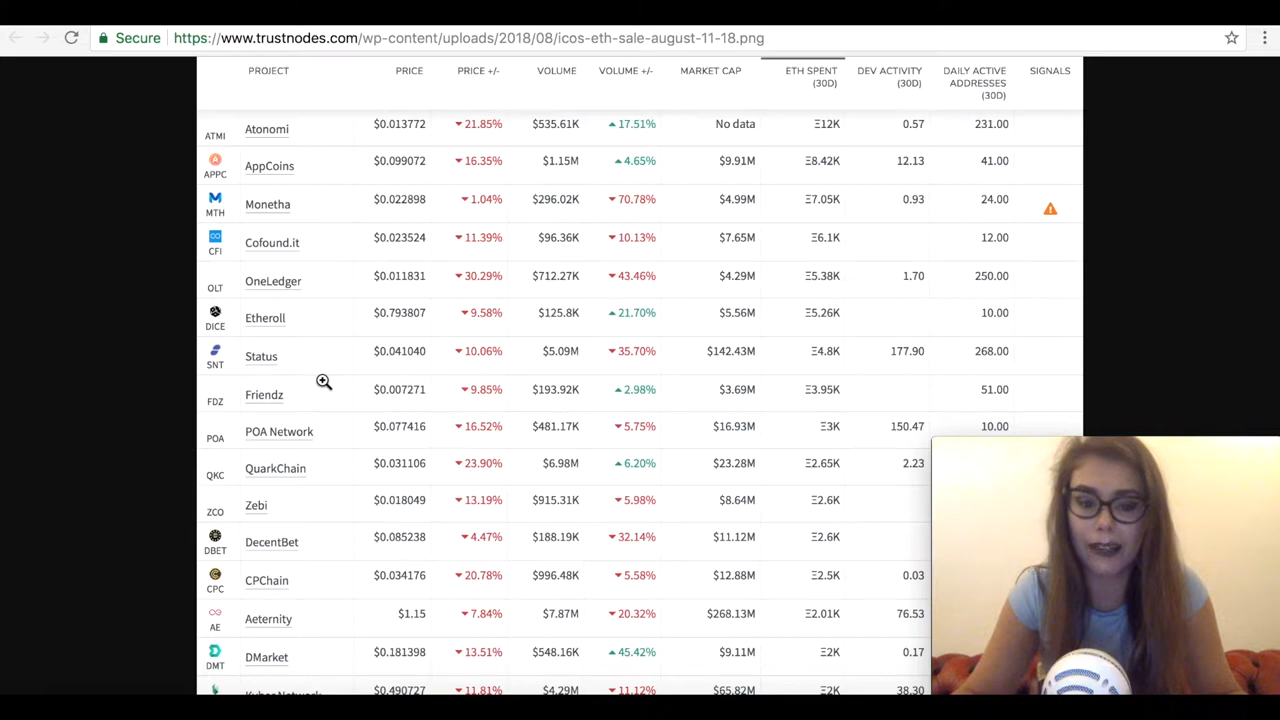 Secure https://www.trustnodes.com/wp-content/uploads/2018/08/icos-eth-sale-august-11-18.png
PROJECT PRICE PRICE +/- VOLUME VOLUME +/- MARKET CAP ETH SPENT (30D) DEV ACTIVITY (30D) DAILY ACTIVE ADDRESSES (30D) SIGNALS
ATMI Atonomi $0.013772 21.85% $535.61K 17.51% No data Ξ12K 0.57 231.00
APPC AppCoins $0.099072 16.35% $1.15M 4.65% $9.91M Ξ8.42K 12.13 41.00
MTH Monetha $0.022898 1.04% $296.02K 70.78% $4.99M Ξ7.05K 0.93 24.00
CFI Cofound.it $0.023524 11.39% $96.36K 10.13% $7.65M Ξ6.1K 12.00
OLT OneLedger $0.011831 30.29% $712.27K 43.46% $4.29M Ξ5.38K 1.70 250.00
DICE Etheroll $0.793807 9.58% $125.8K 21.70% $5.56M Ξ5.26K 10.00
SNT Status $0.041040 10.06% $5.09M 35.70% $142.43M Ξ4.8K 177.90 268.00
FDZ Friendz $0.007271 9.85% $193.92K 2.98% $3.69M Ξ3.95K 51.00
POA POA Network $0.077416 16.52% $481.17K 5.75% $16.93M Ξ3K 150.47 10.00
QKC QuarkChain $0.031106 23.90% $6.98M 6.20% $23.28M Ξ2.65K 2.23
ZCO Zebi $0.018049 13.19% $915.31K 5.98% $8.64M Ξ2.6K
DBET DecentBet $0.085238 4.47% $188.19K 32.14% $11.12M Ξ2.6K
CPC CPChain $0.034176 20.78% $996.48K 5.58% $12.88M Ξ2.5K 0.03
AE Aeternity $1.15 7.84% $7.87M 20.32% $268.13M Ξ2.01K 76.53
DMT DMarket $0.181398 13.51% $548.16K 45.42% $9.11M Ξ2K 0.17
Kyber Network $0.490727 11.81% $4.29M 11.12% $65.82M Ξ2K 38.30